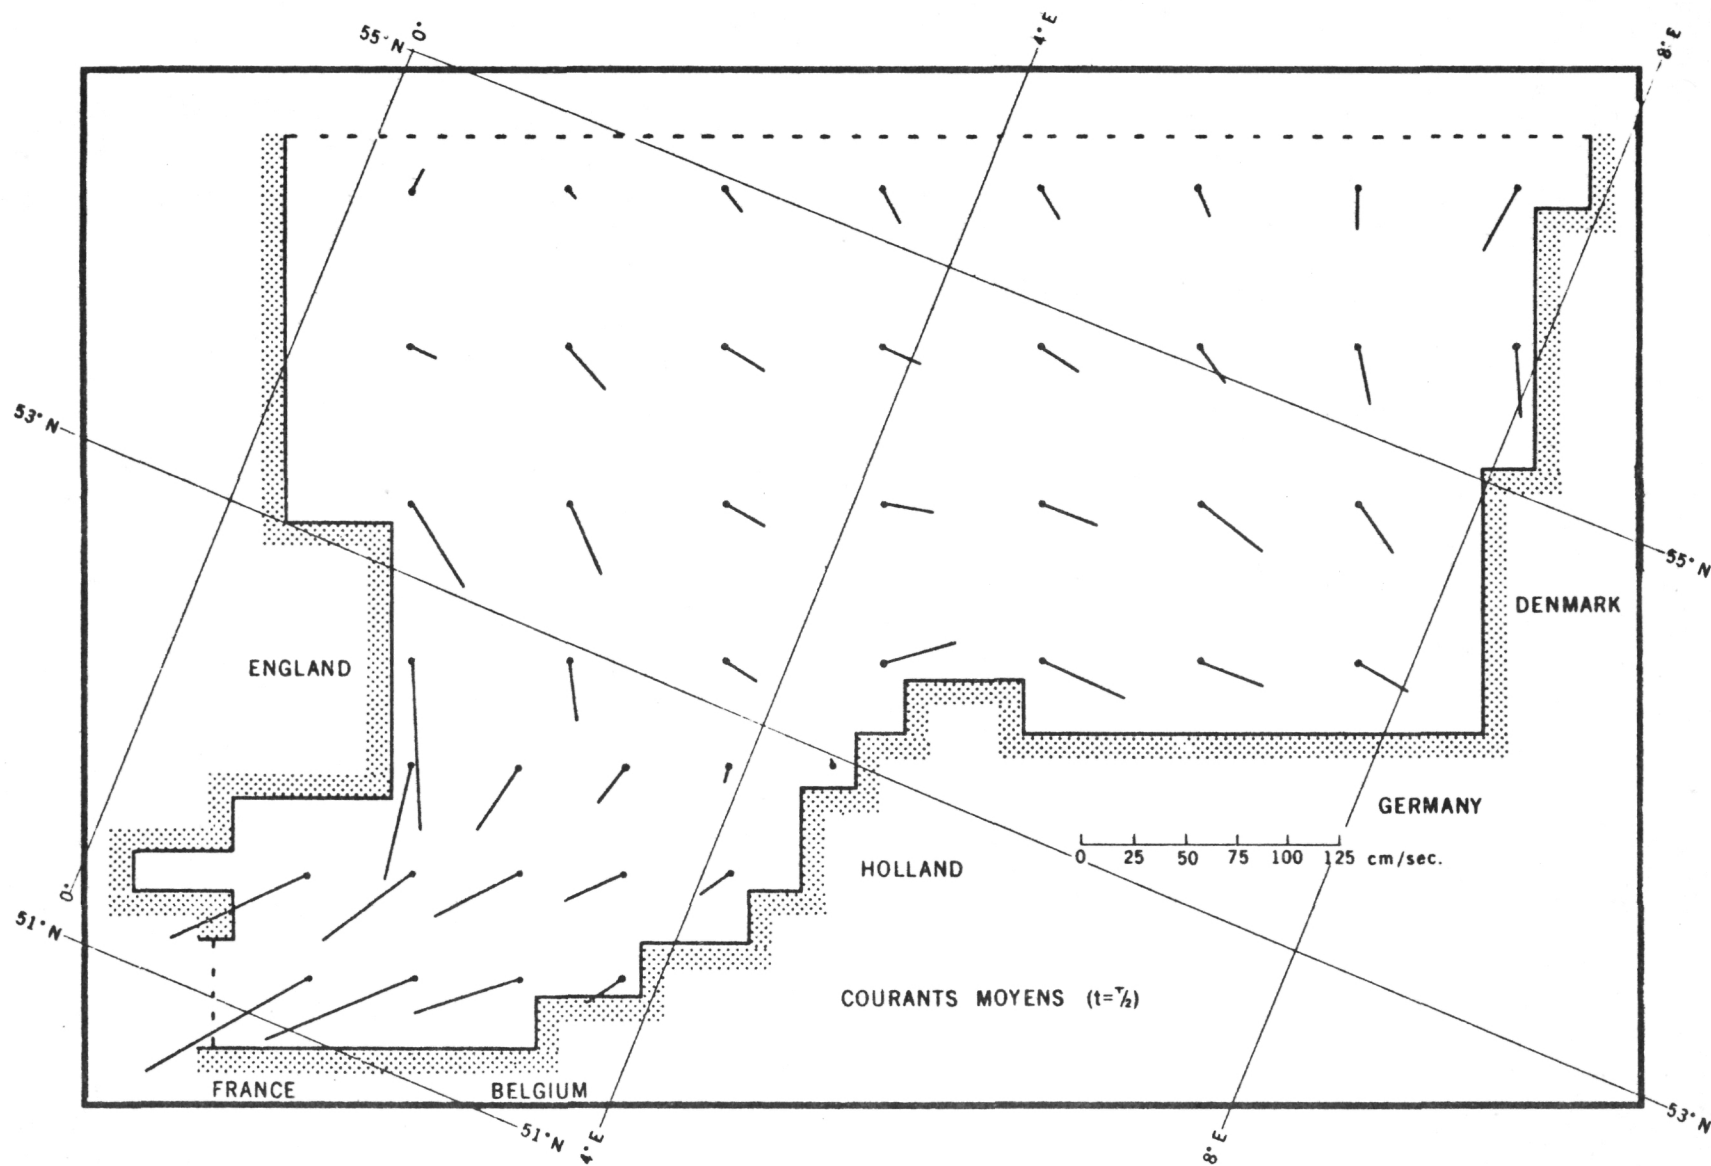 55°N 0° 4°E 8°E
53°N
55°N
DENMARK
ENGLAND
GERMANY
0 25 50 75 100 125 cm/sec.
HOLLAND
0°
51°N
COURANTS MOYENS (t=τ/2)
FRANCE BELGIUM
53°N
51°N 4°E 8°E